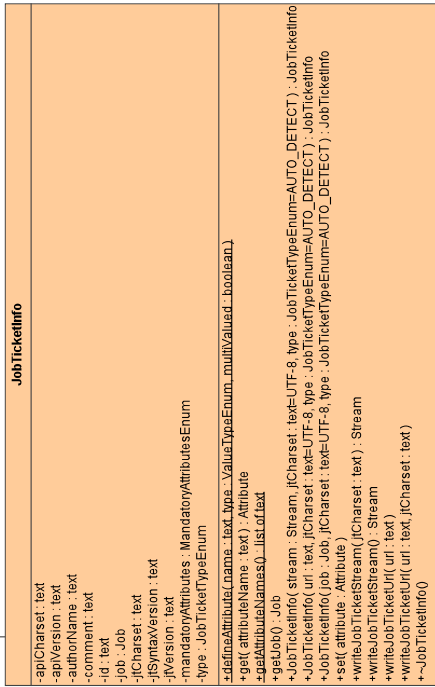 JobTicketInfo
-apiCharset : text
-apiVersion : text
-authorName : text
-comment : text
-id : text
-job : Job
-jtCharset : text
-jtSyntaxVersion : text
-jtVersion : text
-mandatoryAttributes : MandatoryAttributesEnum
-type : JobTicketTypeEnum
+defineAttribute( name : text, type : ValueTypeEnum, multiValued : boolean )
+get( attributeName : text ) : Attribute
+getAttributeNames() : list of text
+getJob() : Job
+JobTicketInfo( stream : Stream, jtCharset : text=UTF-8, type : JobTicketTypeEnum=AUTO_DETECT ) : JobTicketInfo
+JobTicketInfo( url : text, jtCharset : text=UTF-8, type : JobTicketTypeEnum=AUTO_DETECT ) : JobTicketInfo
+JobTicketInfo( job : Job, jtCharset : text=UTF-8, type : JobTicketTypeEnum=AUTO_DETECT ) : JobTicketInfo
+set( attribute : Attribute )
+writeJobTicketStream( jtCharset : text ) : Stream
+writeJobTicketStream() : Stream
+writeJobTicketUrl( url : text )
+writeJobTicketUrl( url : text, jtCharset : text )
+~JobTicketInfo()